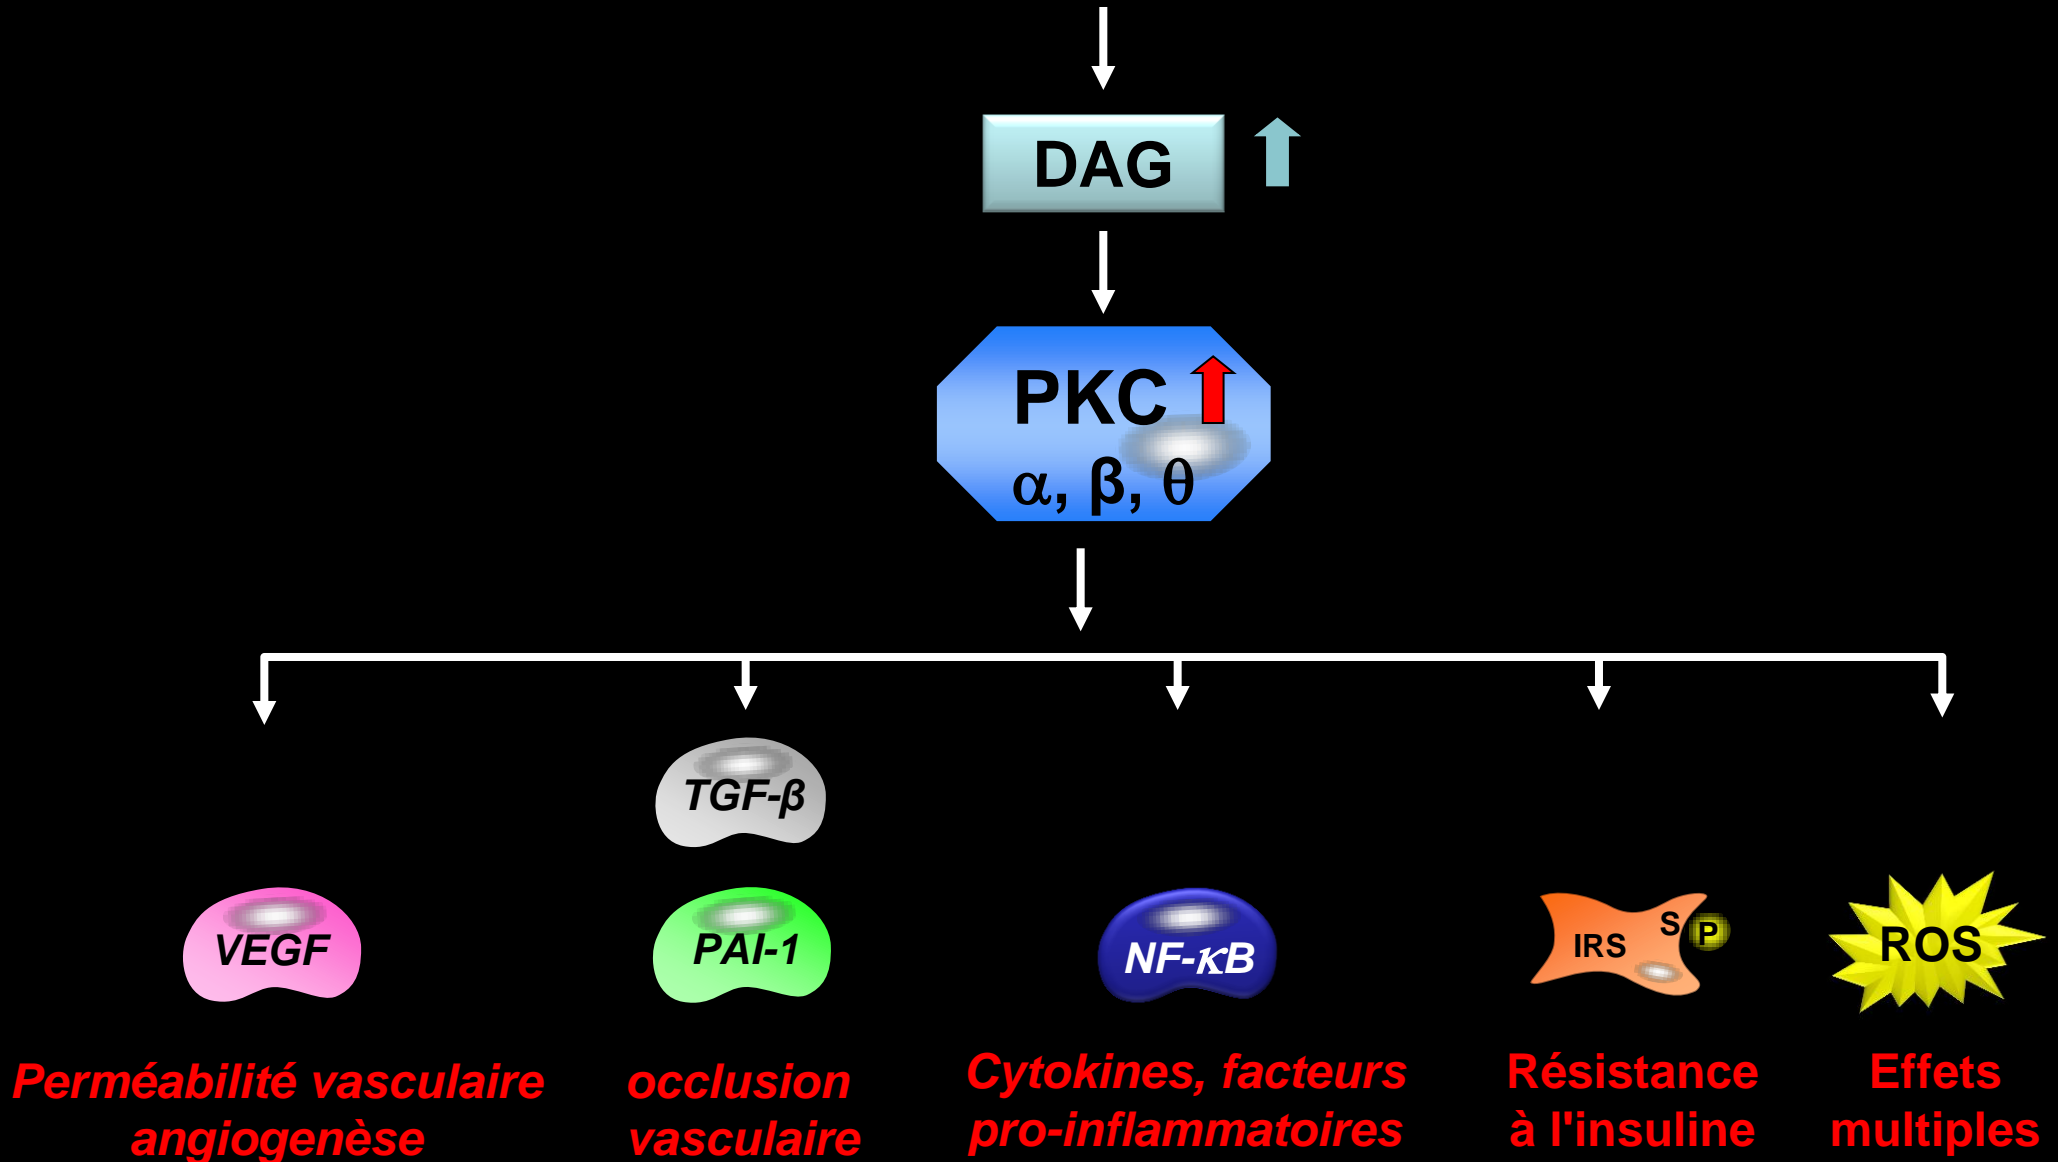 DAG
PKC
α, β, θ
TGF-β
VEGF
PAI-1
NF-κB
IRS
S
P
ROS
Perméabilité vasculaire
angiogenèse
occlusion
vasculaire
Cytokines, facteurs
pro-inflammatoires
Résistance
à l'insuline
Effets
multiples